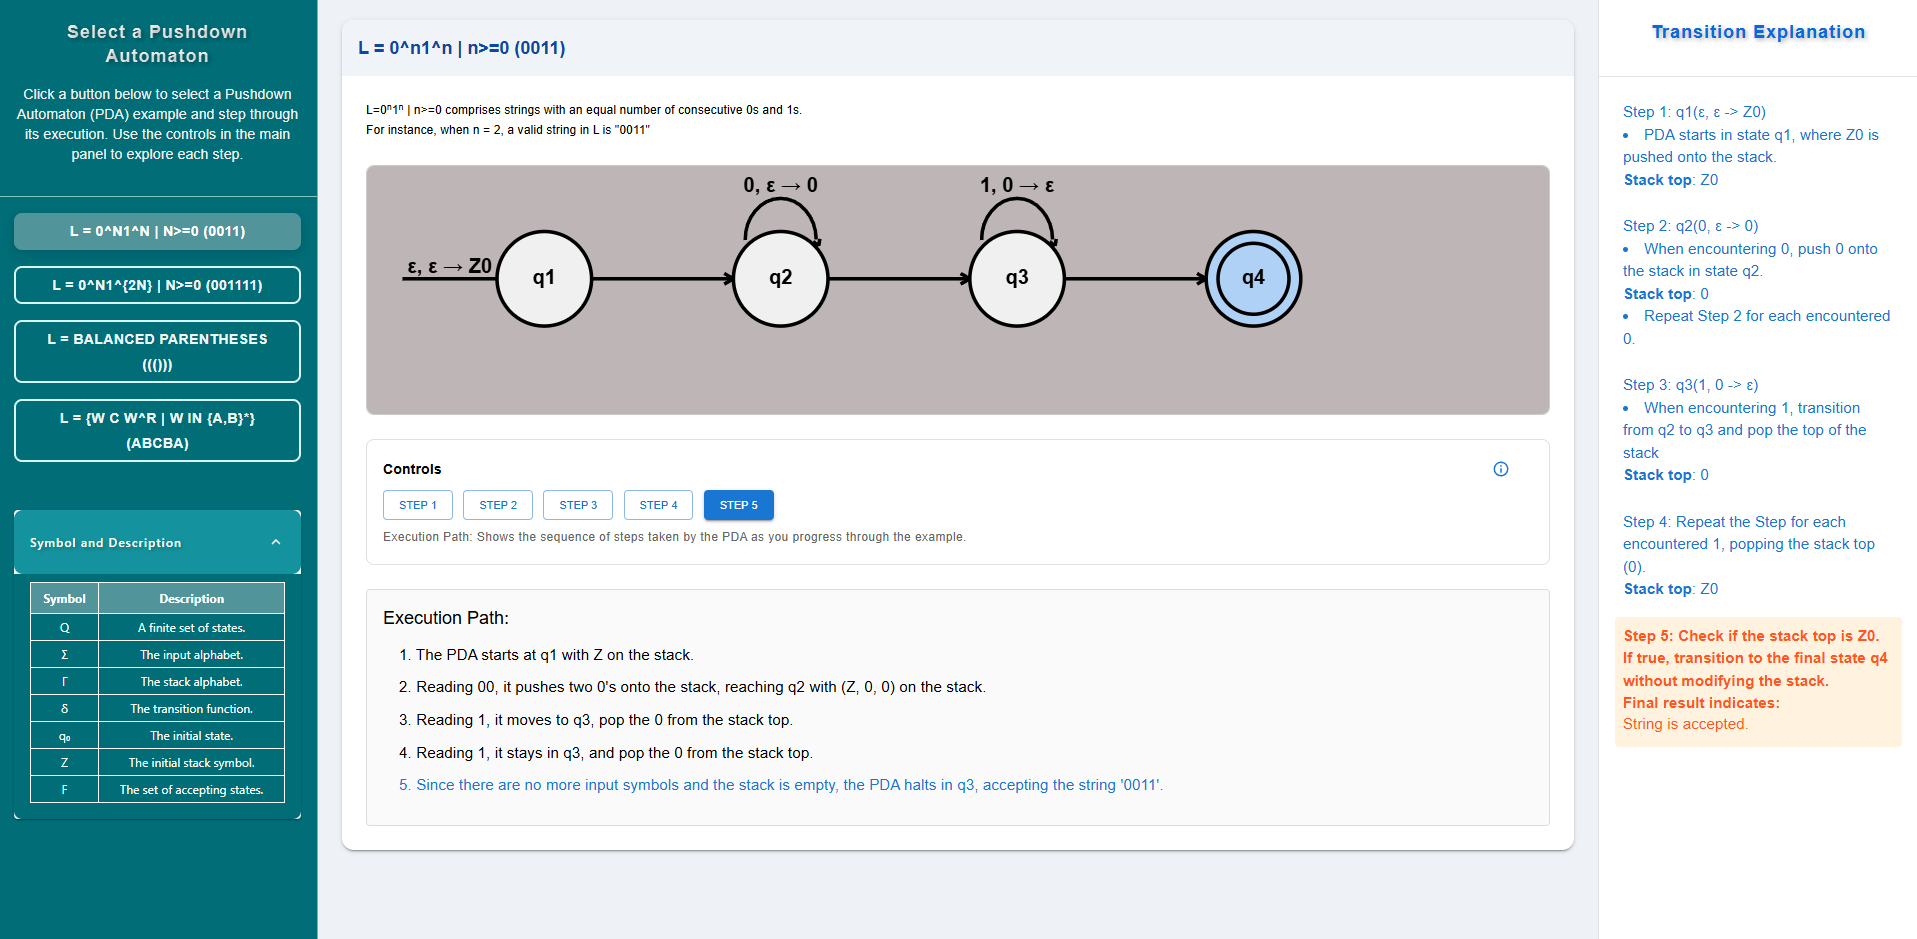 Select a Pushdown
Automaton
Click a button below to select a Pushdown
Automaton (PDA) example and step through
its execution. Use the controls in the main
panel to explore each step.
L = 0^N1^N | N>=0 (0011)
L = 0^N1^{2N} | N>=0 (001111)
L = BALANCED PARENTHESES
((()))
L = {W C W^R | W IN {A,B}*}
(ABCBA)
Symbol and Description
Symbol Description
Q A finite set of states.
Σ The input alphabet.
Γ The stack alphabet.
δ The transition function.
q₀ The initial state.
Z The initial stack symbol.
F The set of accepting states.
L = 0^n1^n | n>=0 (0011)
L=0ⁿ1ⁿ | n>=0 comprises strings with an equal number of consecutive 0s and 1s.
For instance, when n = 2, a valid string in L is "0011"
0, ε → 0
1, 0 → ε
ε, ε → Z0
q1
q2
q3
q4
Controls
STEP 1
STEP 2
STEP 3
STEP 4
STEP 5
Execution Path: Shows the sequence of steps taken by the PDA as you progress through the example.
Execution Path:
1. The PDA starts at q1 with Z on the stack.
2. Reading 00, it pushes two 0's onto the stack, reaching q2 with (Z, 0, 0) on the stack.
3. Reading 1, it moves to q3, pop the 0 from the stack top.
4. Reading 1, it stays in q3, and pop the 0 from the stack top.
5. Since there are no more input symbols and the stack is empty, the PDA halts in q3, accepting the string '0011'.
Transition Explanation
Step 1: q1(ε, ε -> Z0)
• PDA starts in state q1, where Z0 is
pushed onto the stack.
Stack top: Z0
Step 2: q2(0, ε -> 0)
• When encountering 0, push 0 onto
the stack in state q2.
Stack top: 0
• Repeat Step 2 for each encountered
0.
Step 3: q3(1, 0 -> ε)
• When encountering 1, transition
from q2 to q3 and pop the top of the
stack
Stack top: 0
Step 4: Repeat the Step for each
encountered 1, popping the stack top
(0).
Stack top: Z0
Step 5: Check if the stack top is Z0.
If true, transition to the final state q4
without modifying the stack.
Final result indicates:
String is accepted.